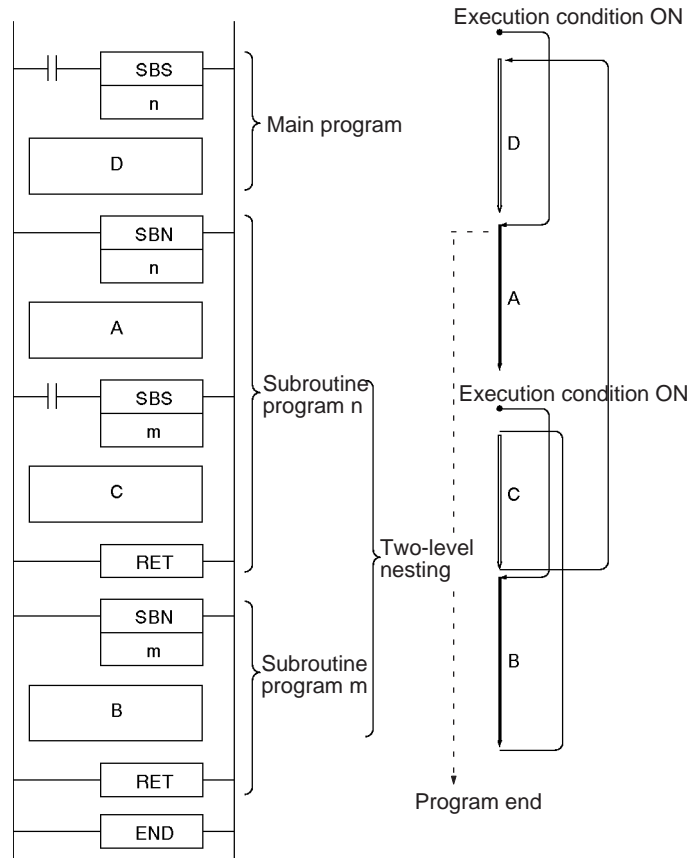 Execution condition ON
SBS
n
Main program
D
D
SBN
n
A
A
Subroutine
program n
SBS
m
Execution condition ON
C
C
Two-level
nesting
RET
SBN
m
Subroutine
program m
B
B
RET
Program end
END